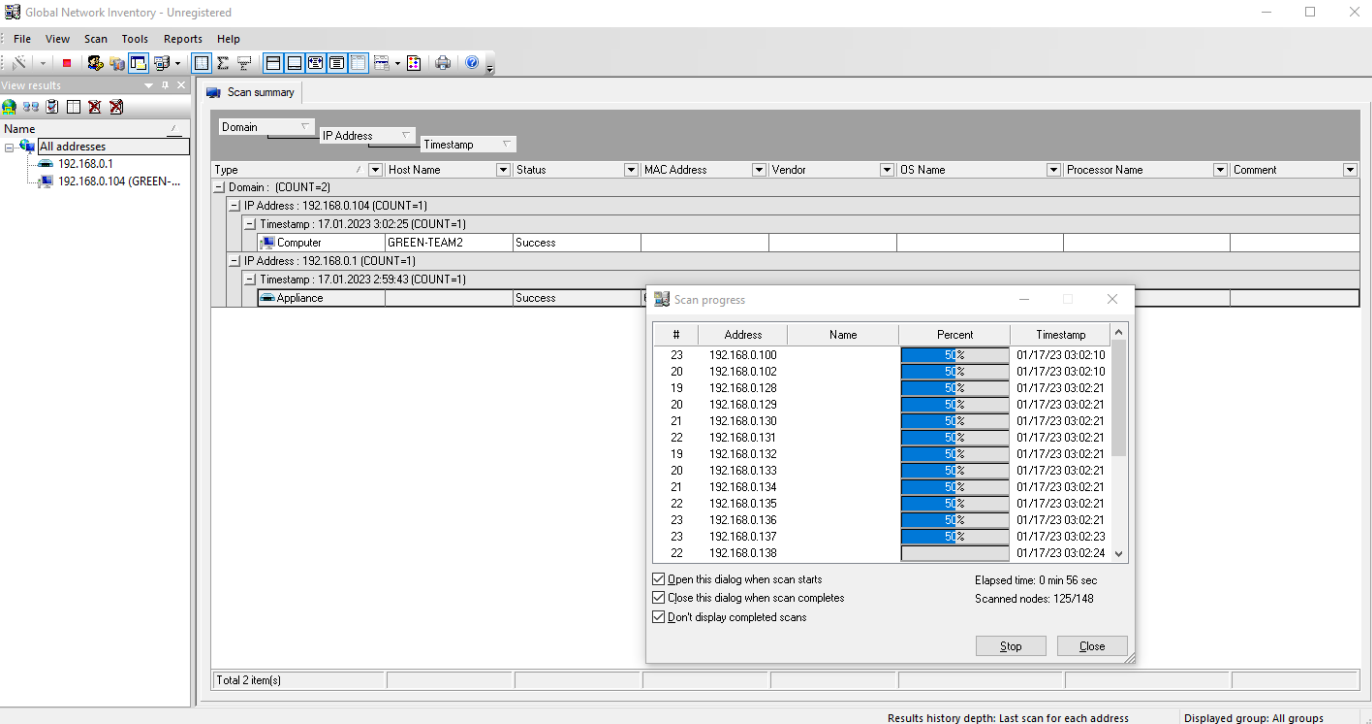 Global Network Inventory - Unregistered
File View Scan Tools Reports Help
View results
Name
All addresses
192.168.0.1
192.168.0.104 (GREEN-...
Scan summary
Domain
IP Address
Timestamp
Type Host Name Status MAC Address Vendor OS Name Processor Name Comment
Domain : (COUNT=2)
IP Address : 192.168.0.104 (COUNT=1)
Timestamp : 17.01.2023 3:02:25 (COUNT=1)
Computer GREEN-TEAM2 Success
IP Address : 192.168.0.1 (COUNT=1)
Timestamp : 17.01.2023 2:59:43 (COUNT=1)
Appliance Success
Scan progress
# Address Name Percent Timestamp
23 192.168.0.100 50% 01/17/23 03:02:10
20 192.168.0.102 50% 01/17/23 03:02:10
19 192.168.0.128 50% 01/17/23 03:02:21
20 192.168.0.129 50% 01/17/23 03:02:21
21 192.168.0.130 50% 01/17/23 03:02:21
22 192.168.0.131 50% 01/17/23 03:02:21
19 192.168.0.132 50% 01/17/23 03:02:21
20 192.168.0.133 50% 01/17/23 03:02:21
21 192.168.0.134 50% 01/17/23 03:02:21
22 192.168.0.135 50% 01/17/23 03:02:21
23 192.168.0.136 50% 01/17/23 03:02:21
23 192.168.0.137 50% 01/17/23 03:02:23
22 192.168.0.138 01/17/23 03:02:24
Open this dialog when scan starts
Close this dialog when scan completes
Don't display completed scans
Elapsed time: 0 min 56 sec
Scanned nodes: 125/148
Stop Close
Total 2 item(s)
Results history depth: Last scan for each address Displayed group: All groups